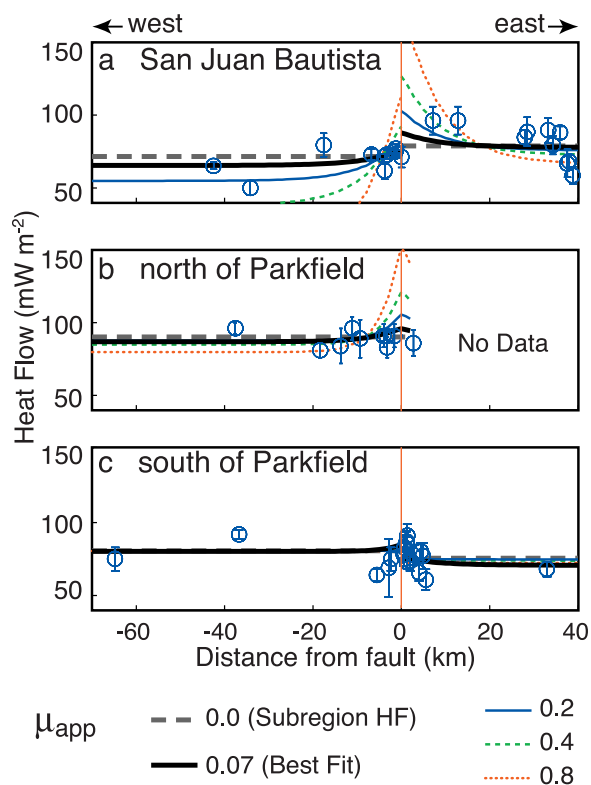 west east
a San Juan Bautista
150
100
50
b north of Parkfield
150
100
50
No Data
c south of Parkfield
150
100
50
Heat Flow (mW m⁻²)
-60 -40 -20 0 20 40
Distance from fault (km)
μapp
0.0 (Subregion HF)
0.07 (Best Fit)
0.2
0.4
0.8